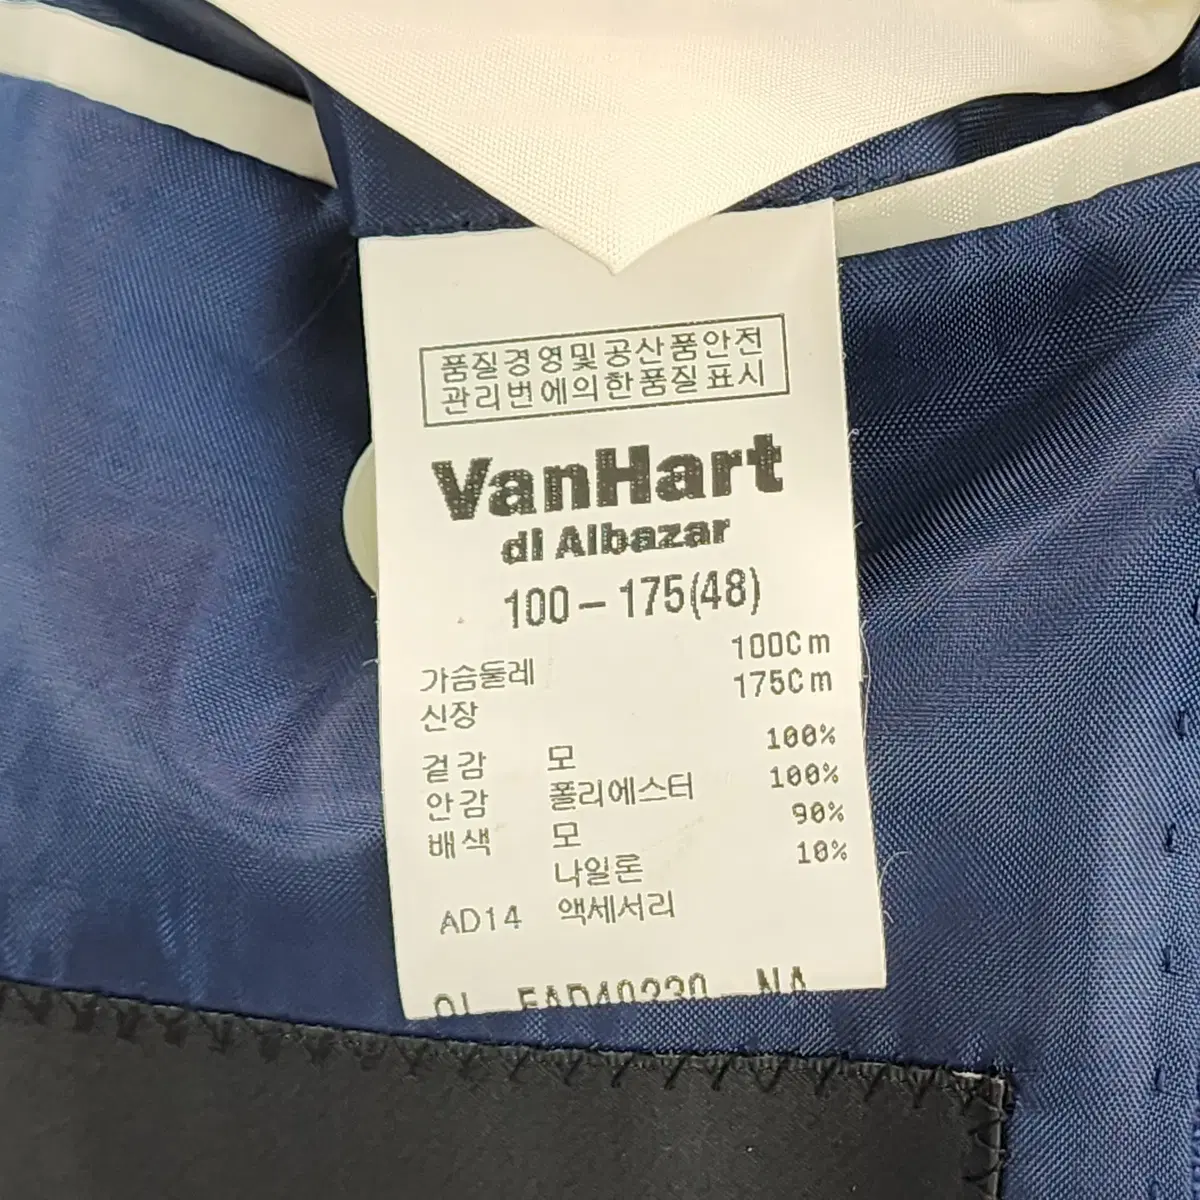 품질경영및공산품안전
관리번에의한품질표시
VanHart
di Albazar
100-175(48)
가슴둘레 100Cm
신장 175Cm
겉감 모 100%
안감 폴리에스터 100%
배색 모 90%
나일론 10%
AD14 액세서리
NA